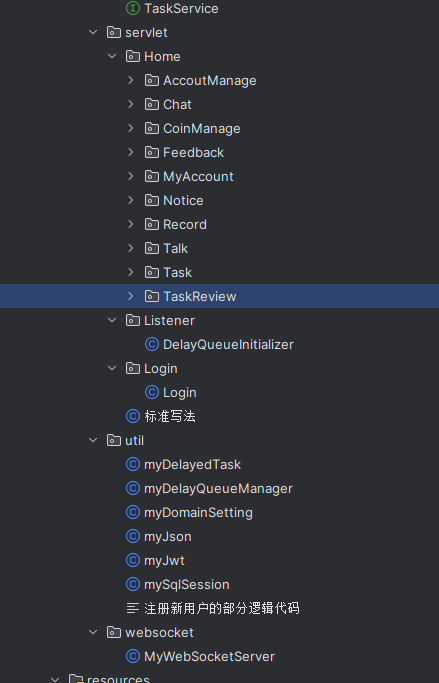 TaskService
servlet
Home
AccoutManage
Chat
CoinManage
Feedback
MyAccount
Notice
Record
Talk
Task
TaskReview
Listener
DelayQueueInitializer
Login
Login
标准写法
util
myDelayedTask
myDelayQueueManager
myDomainSetting
myJson
myJwt
mySqlSession
注册新用户的部分逻辑代码
websocket
MyWebSocketServer
resources